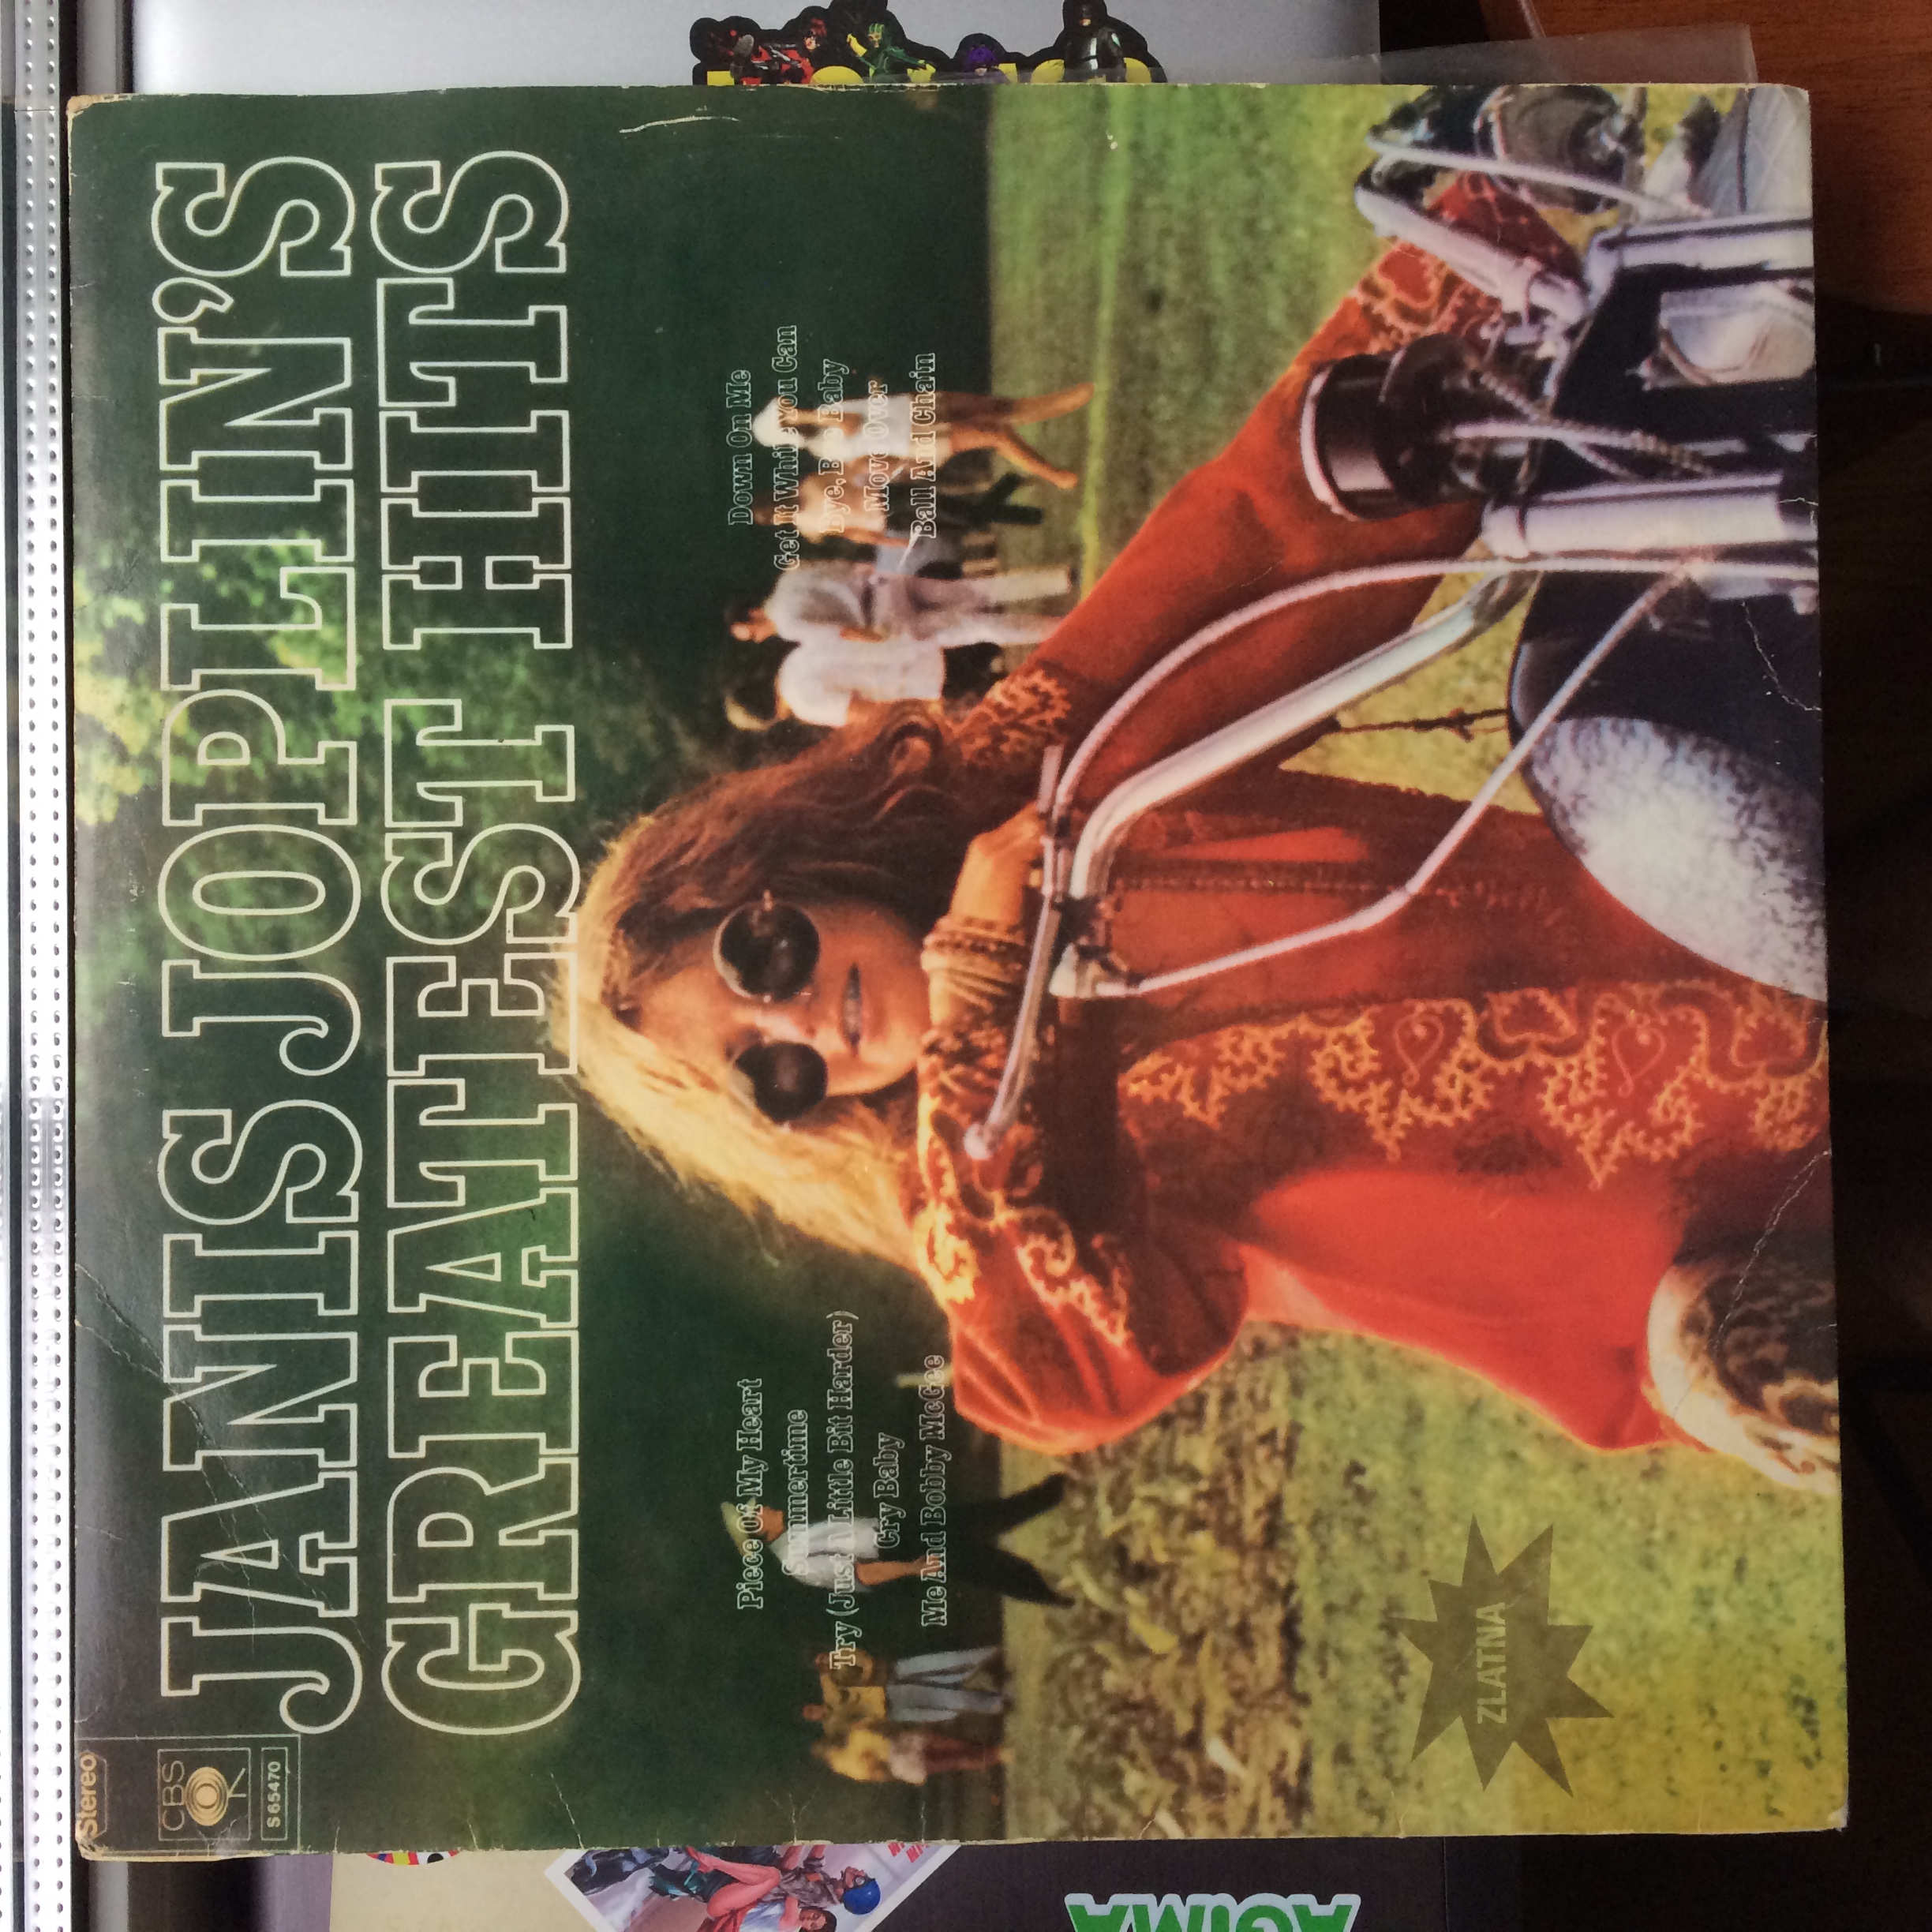 Stereo
CBS
S 65470
JANIS JOPLIN'S
GREATEST HITS
Piece Of My Heart
Summertime
Try (Just A Little Bit Harder)
Cry Baby
Me And Bobby McGee
Down On Me
Get It While You Can
Bye, Bye Baby
Move Over
Ball And Chain
ZLATNA